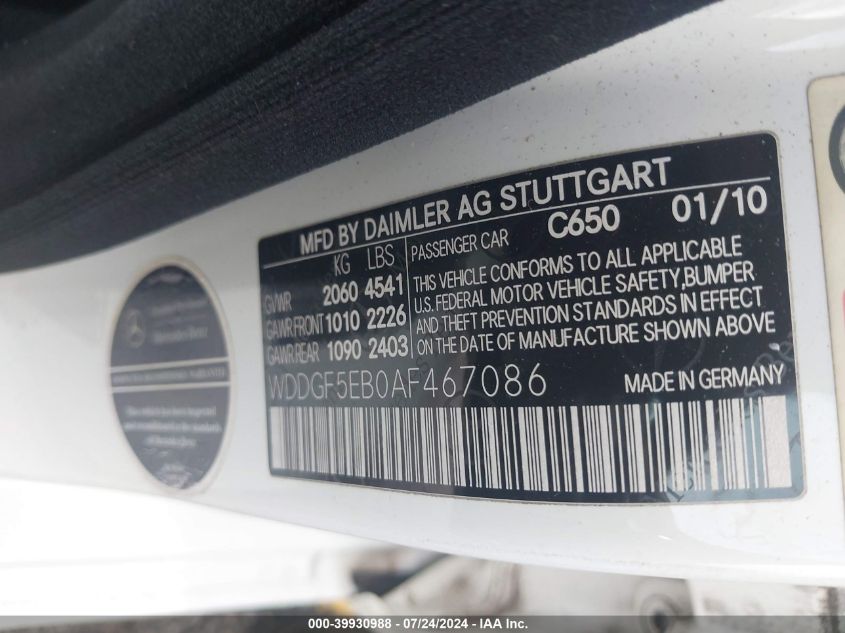 MFD BY DAIMLER AG STUTTGART
KG LBS
GVWR 2060 4541
GAWR FRONT 1010 2226
GAWR REAR 1090 2403
PASSENGER CAR C650 01/10
THIS VEHICLE CONFORMS TO ALL APPLICABLE
U.S. FEDERAL MOTOR VEHICLE SAFETY,BUMPER
AND THEFT PREVENTION STANDARDS IN EFFECT
ON THE DATE OF MANUFACTURE SHOWN ABOVE
WDDGF5EB0AF467086
MADE IN GERMANY
Mercedes-Benz
000-39930988 - 07/24/2024 - IAA Inc.